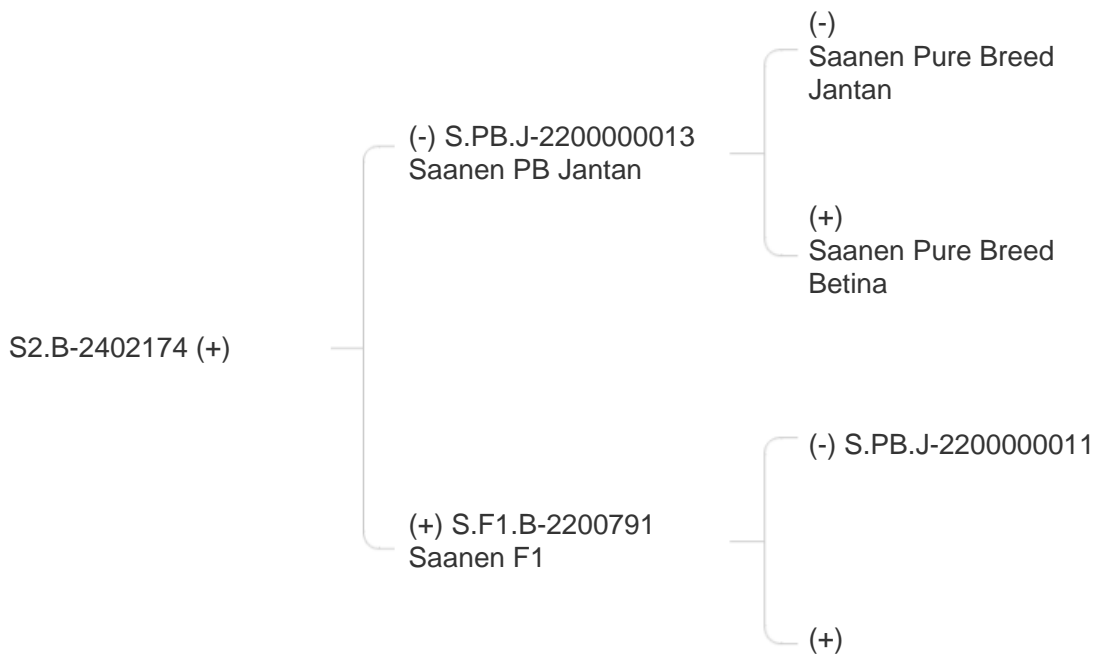 (-)
Saanen Pure Breed
Jantan
(-) S.PB.J-2200000013
Saanen PB Jantan
(+)
Saanen Pure Breed
Betina
S2.B-2402174 (+)
(-) S.PB.J-2200000011
(+) S.F1.B-2200791
Saanen F1
(+)